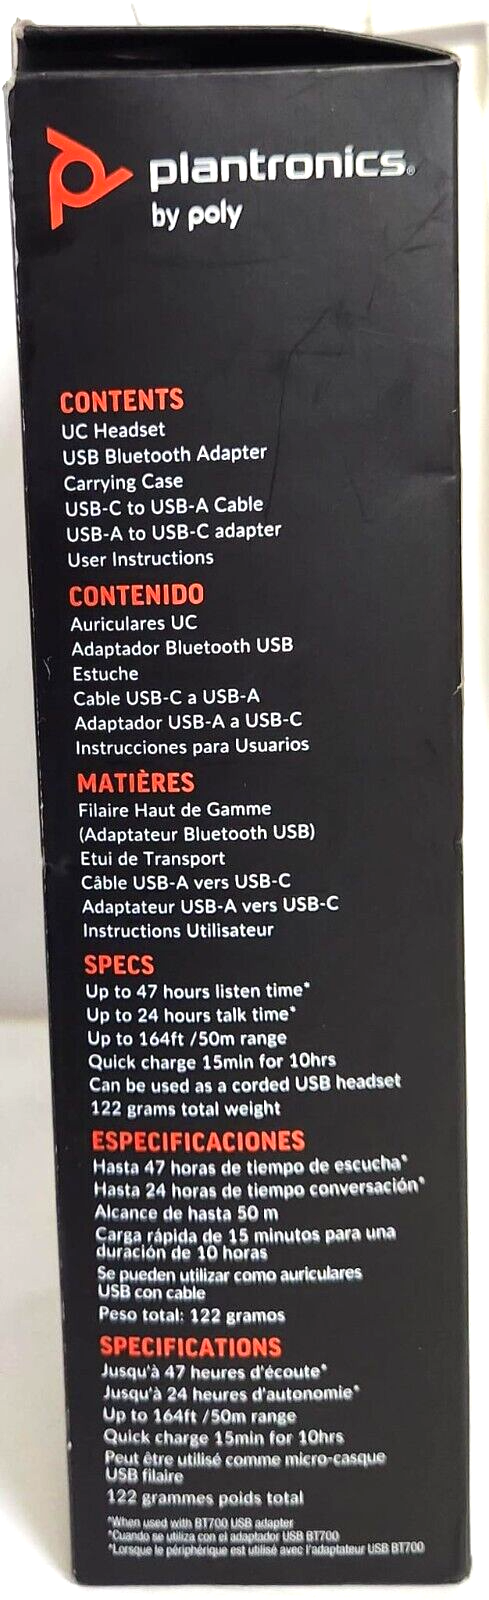 plantronics®
by poly
CONTENTS
UC Headset
USB Bluetooth Adapter
Carrying Case
USB-C to USB-A Cable
USB-A to USB-C adapter
User Instructions
CONTENIDO
Auriculares UC
Adaptador Bluetooth USB
Estuche
Cable USB-C a USB-A
Adaptador USB-A a USB-C
Instrucciones para Usuarios
MATIÈRES
Filaire Haut de Gamme
(Adaptateur Bluetooth USB)
Etui de Transport
Câble USB-A vers USB-C
Adaptateur USB-A vers USB-C
Instructions Utilisateur
SPECS
Up to 47 hours listen time*
Up to 24 hours talk time*
Up to 164ft /50m range
Quick charge 15min for 10hrs
Can be used as a corded USB headset
122 grams total weight
ESPECIFICACIONES
Hasta 47 horas de tiempo de escucha*
Hasta 24 horas de tiempo conversación*
Alcance de hasta 50 m
Carga rápida de 15 minutos para una
duración de 10 horas
Se pueden utilizar como auriculares
USB con cable
Peso total: 122 gramos
SPECIFICATIONS
Jusqu'à 47 heures d'écoute*
Jusqu'à 24 heures d'autonomie*
Up to 164ft /50m range
Quick charge 15min for 10hrs
Peut être utilisé comme micro-casque
USB filaire
122 grammes poids total
*When used with BT700 USB adapter
*Cuando se utiliza con el adaptador USB BT700
*Lorsque le périphérique est utilisé avec l'adaptateur USB BT700